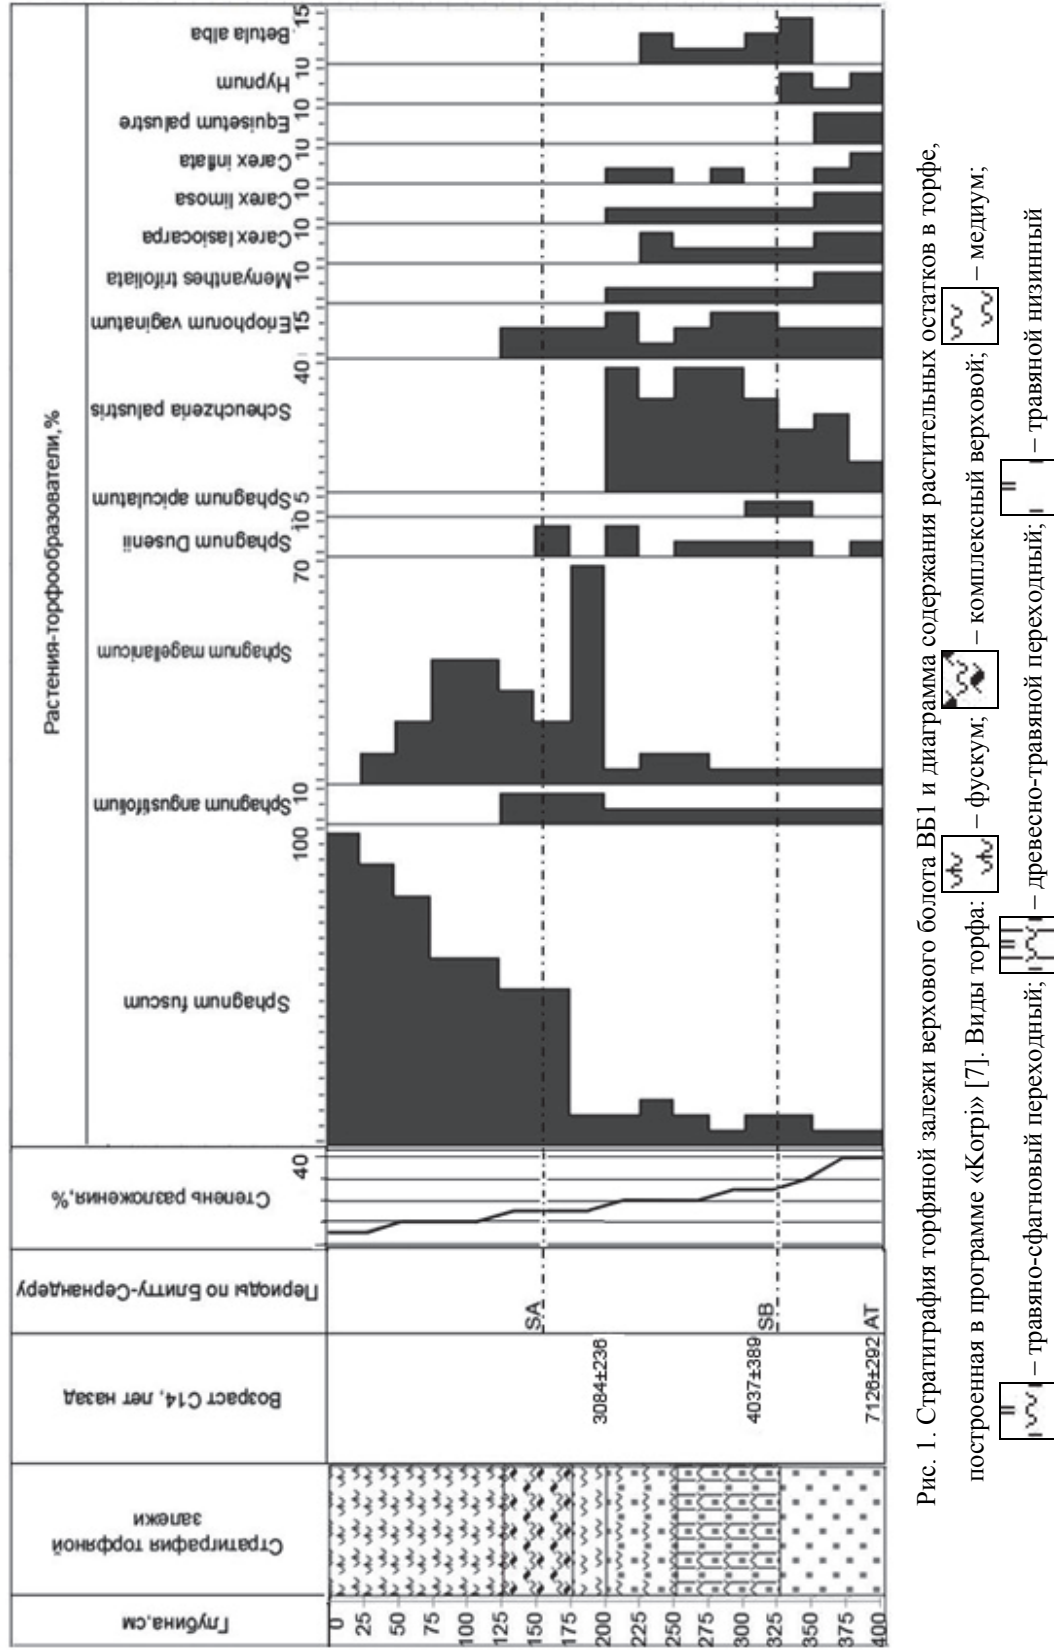 Растения-торфообразователи,%
Глубина,см
Стратиграфия торфяной
залежи
Возраст С14, лет назад
Периоды по Блитту-Сернандеру
Степень разложения,%
Sphagnum fuscum
Sphagnum angustifolium
Sphagnum magellanicum
Sphagnum Dusenii
Sphagnum apiculatum
Scheuchzeria palustris
Eriophorum vaginatum
Menyanthes trifoliata
Carex lasiocarpa
Carex limosa
Carex inflata
Equisetum palustre
Hypnum
Betula alba
40
100
10
70
10
5
40
15
10
10
10
10
10
10
15
0
25
50
75
100
125
150
175
200
225
250
275
300
325
350
375
400
3084±236
4037±389
7126±292
SA
SB
AT
Рис. 1. Стратиграфия торфяной залежи верхового болота ВБ1 и диаграмма содержания растительных остатков в торфе,
построенная в программе «Korpi» [7]. Виды торфа: – фускум; – комплексный верховой; – медиум;
– травяно-сфагновый переходный; – древесно-травяной переходный; – травяной низинный